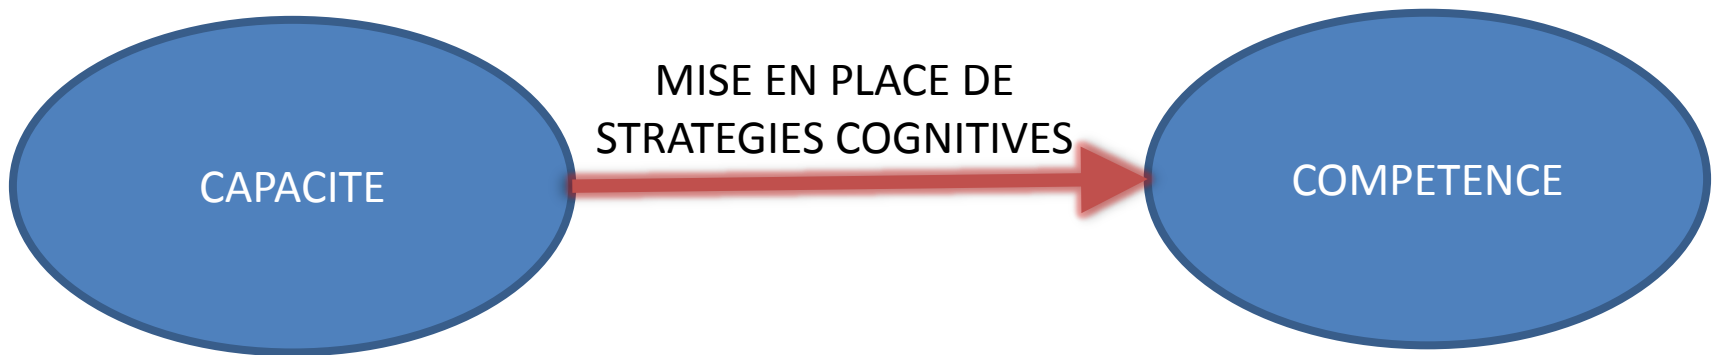 MISE EN PLACE DE
STRATEGIES COGNITIVES
CAPACITE
COMPETENCE